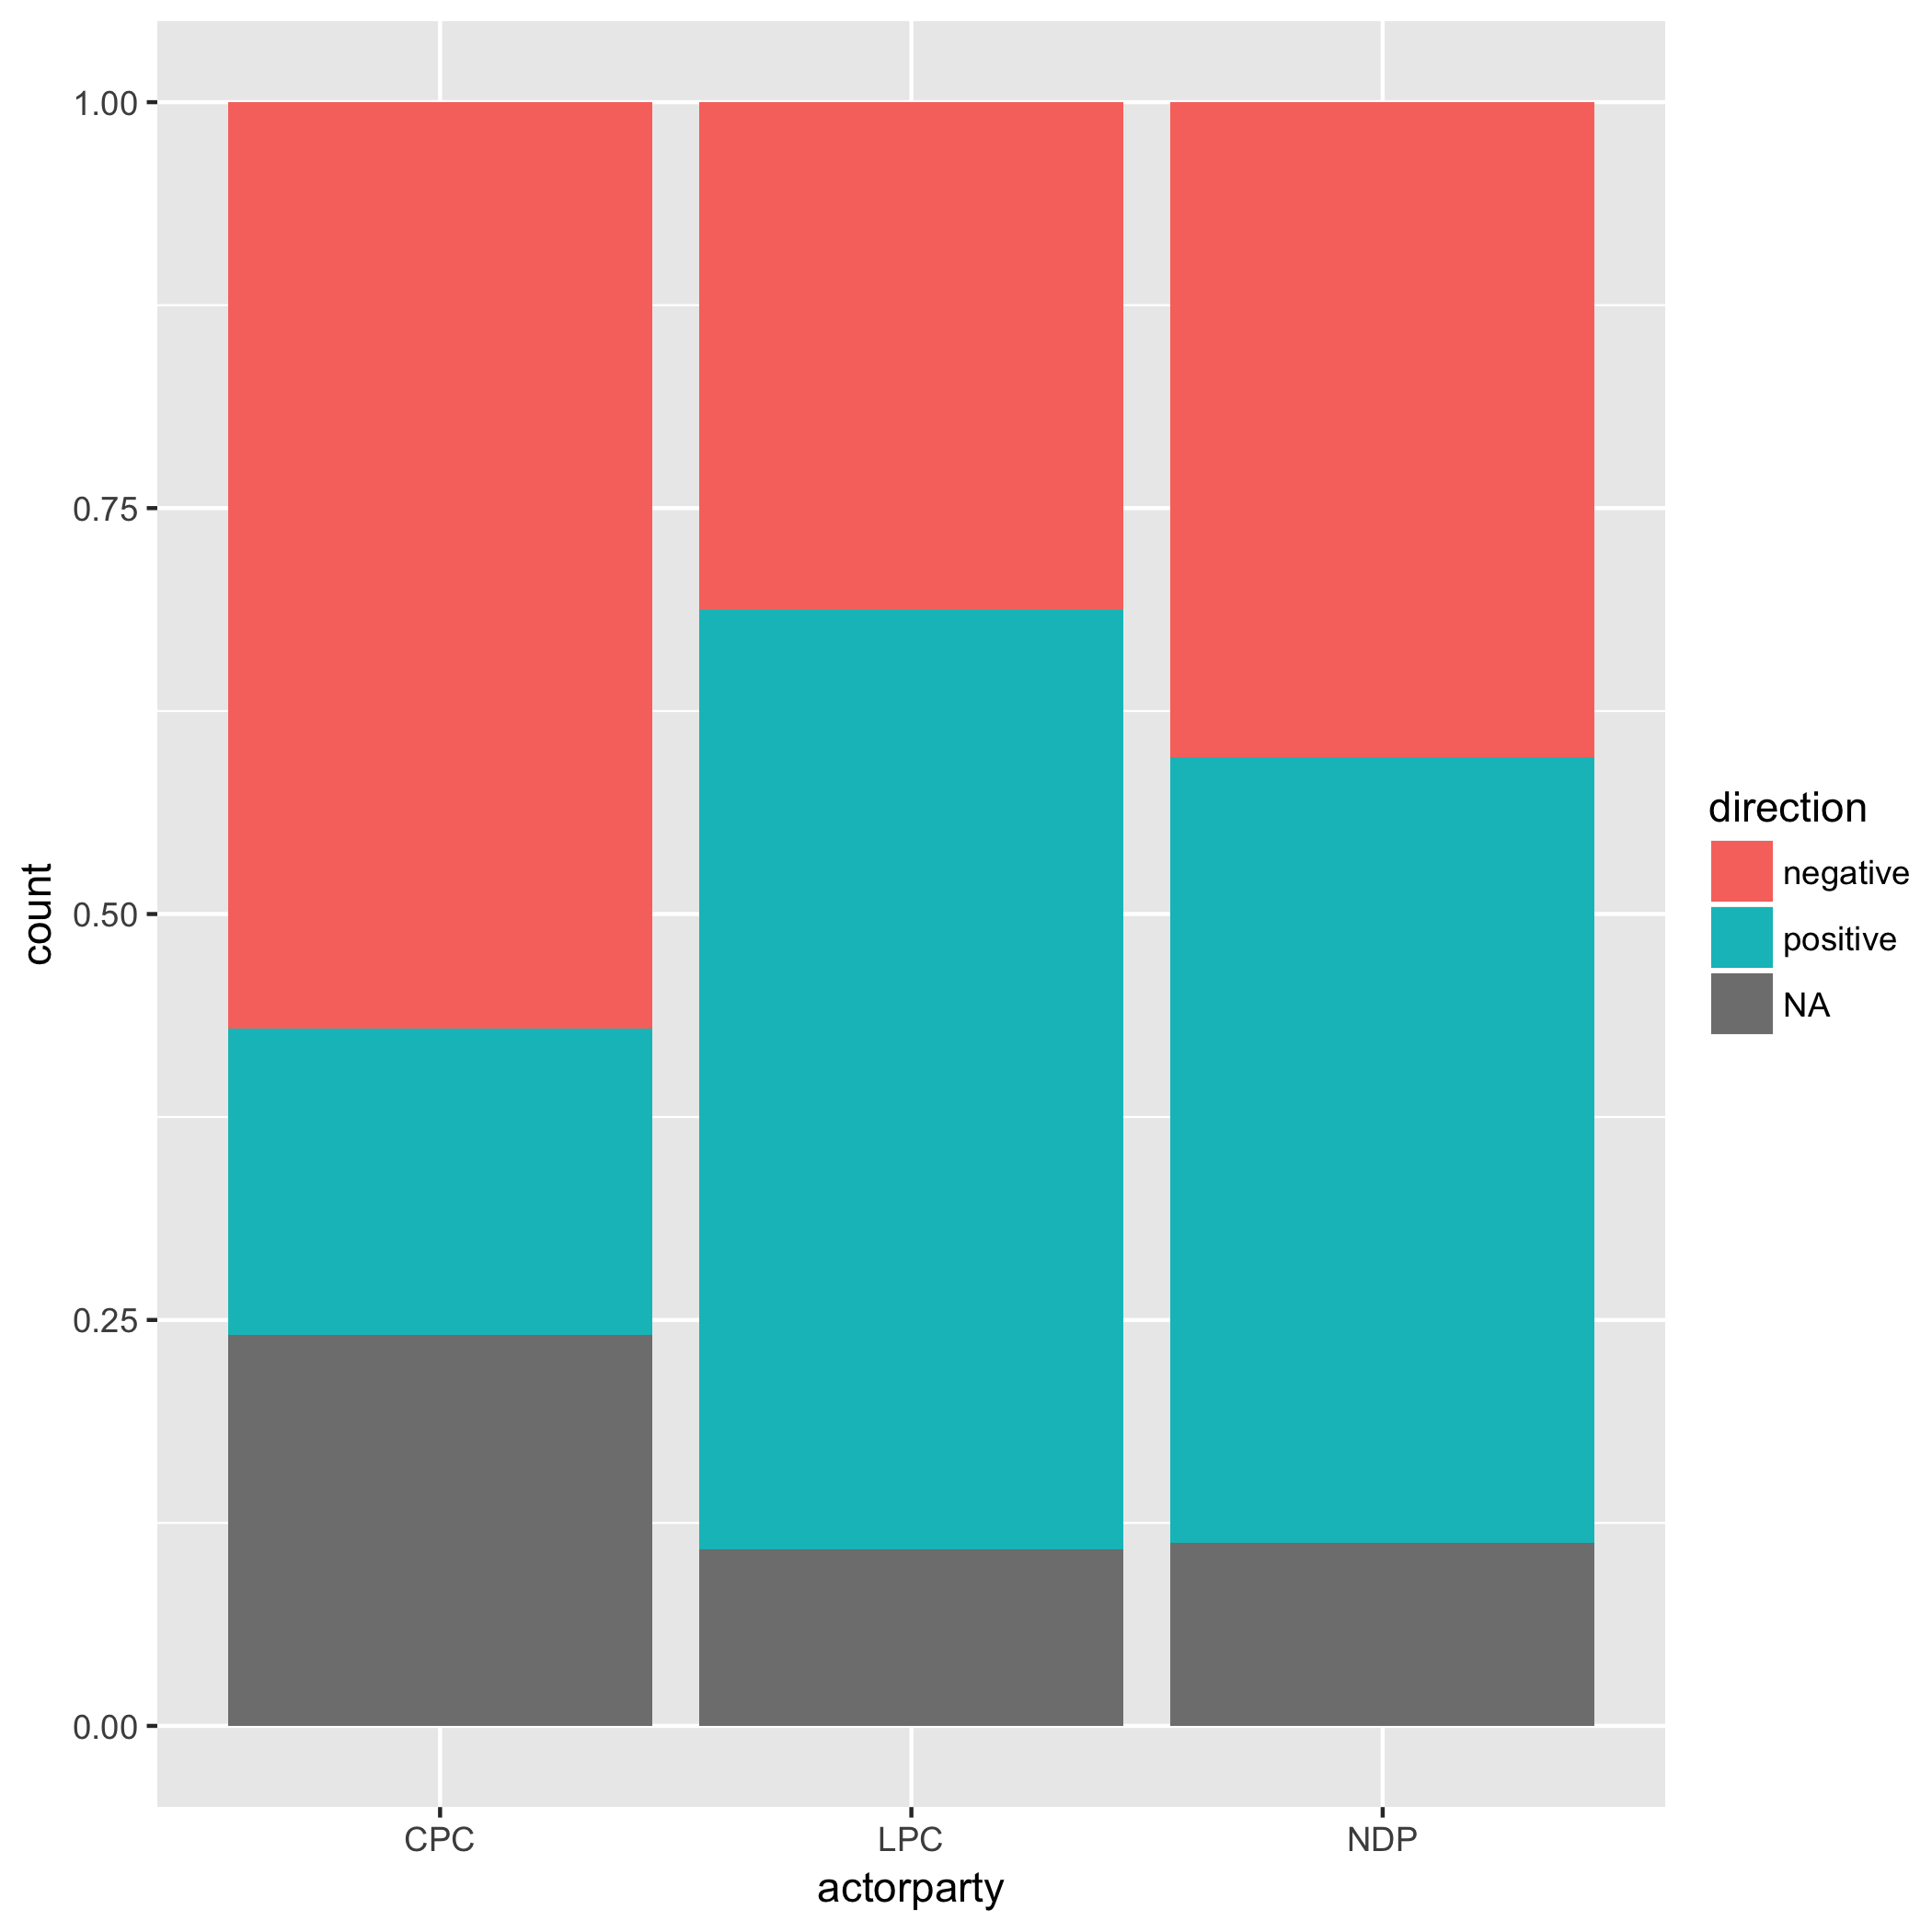 1.00
0.75
0.50
0.25
0.00
count
CPC LPC NDP
actorparty
direction
negative
positive
NA